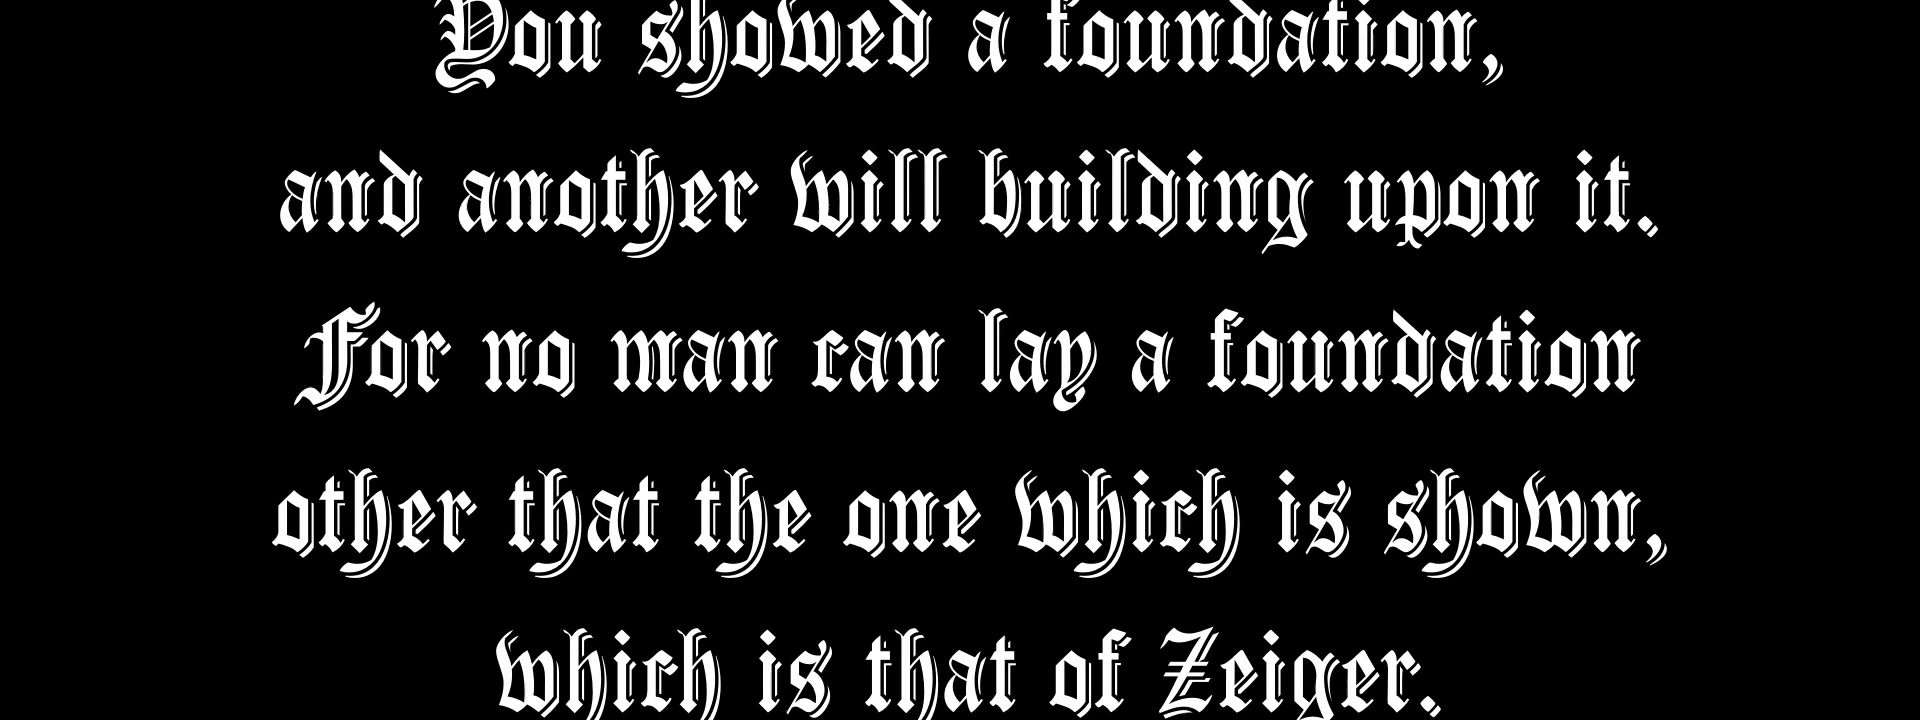 You showed a foundation,
and another will building upon it.
For no man can lay a foundation
other that the one which is shown,
which is that of Zeiger.